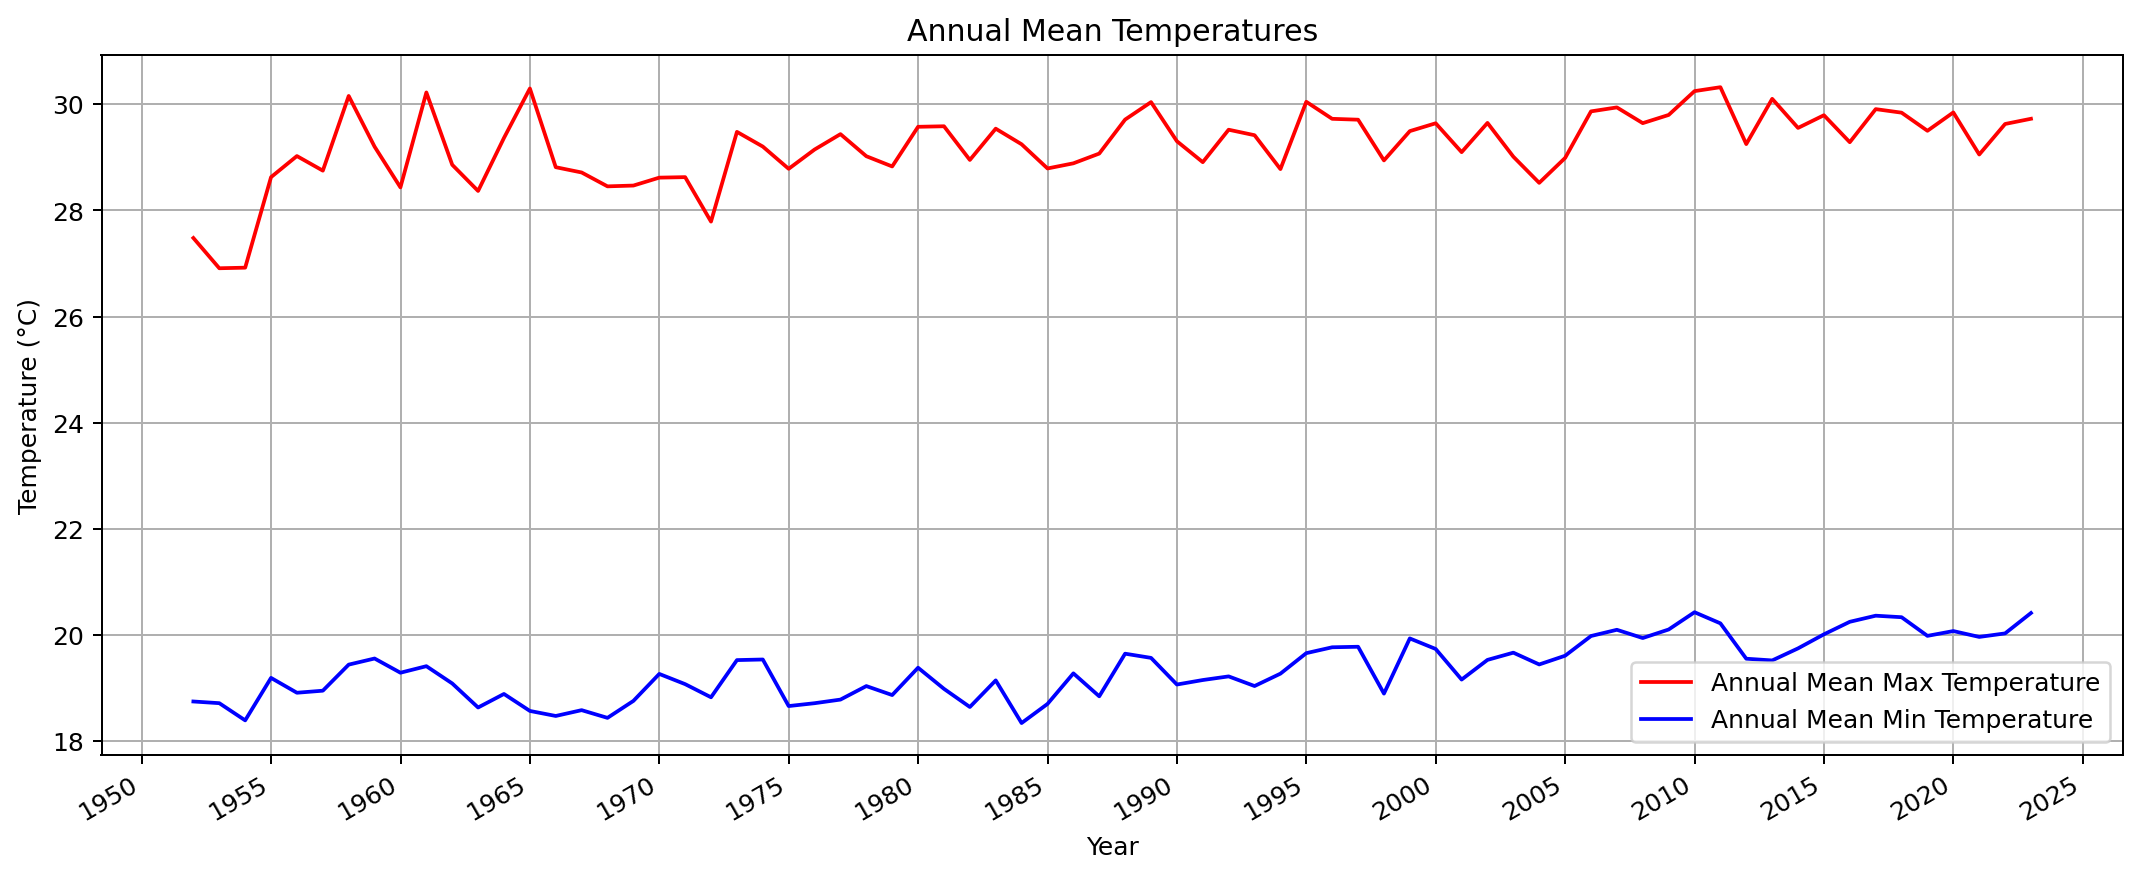 Annual Mean Temperatures
Temperature (°C)
30
28
26
24
22
20
18
Annual Mean Max Temperature
Annual Mean Min Temperature
1950 1955 1960 1965 1970 1975 1980 1985 1990 1995 2000 2005 2010 2015 2020 2025
Year